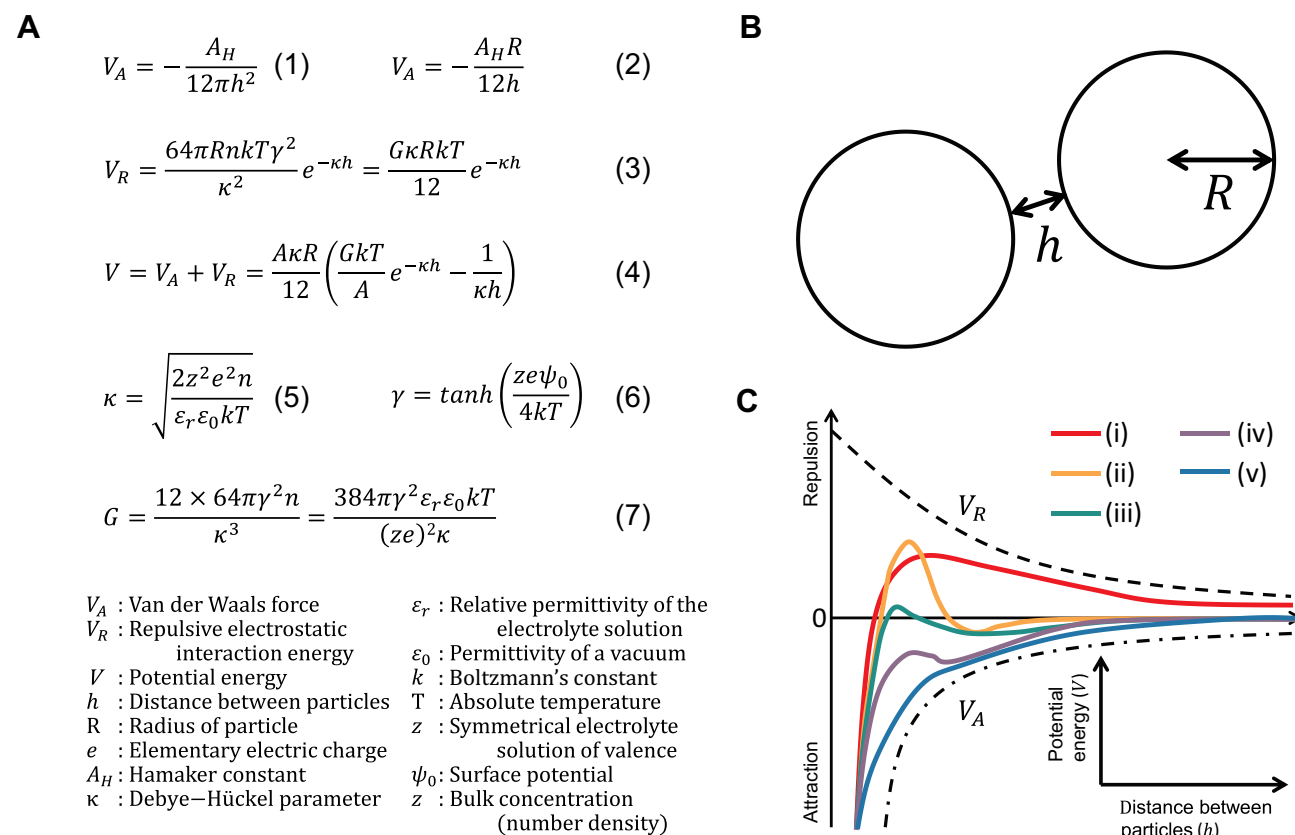 A
V_A = −A_H/(12πh²) (1) V_A = −A_H R/(12h) (2)
V_R = (64πRnkTγ²/κ²) e^(−κh) = (GκRkT/12) e^(−κh) (3)
V = V_A + V_R = (AκR/12) ((GkT/A) e^(−κh) − 1/(κh)) (4)
κ = √(2z²e²n/(ε_r ε_0 kT)) (5) γ = tanh (zeψ_0/(4kT)) (6)
G = (12 × 64πγ²n)/κ³ = (384πγ²ε_r ε_0 kT)/((ze)²κ) (7)
V_A : Van der Waals force
V_R : Repulsive electrostatic
interaction energy
V : Potential energy
h : Distance between particles
R : Radius of particle
e : Elementary electric charge
A_H : Hamaker constant
κ : Debye−Hückel parameter
ε_r : Relative permittivity of the
electrolyte solution
ε_0 : Permittivity of a vacuum
k : Boltzmann's constant
T : Absolute temperature
z : Symmetrical electrolyte
solution of valence
ψ_0 : Surface potential
z : Bulk concentration
(number density)
B
h
R
C
Repulsion
0
Attraction
V_R
V_A
(i)
(ii)
(iii)
(iv)
(v)
Potential
energy (V)
Distance between
particles (h)